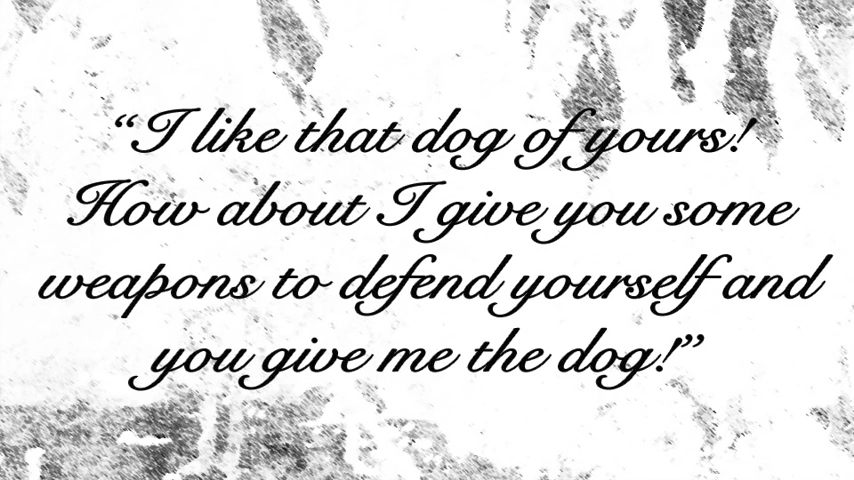 “I like that dog of yours!
How about I give you some
weapons to defend yourself and
you give me the dog!”